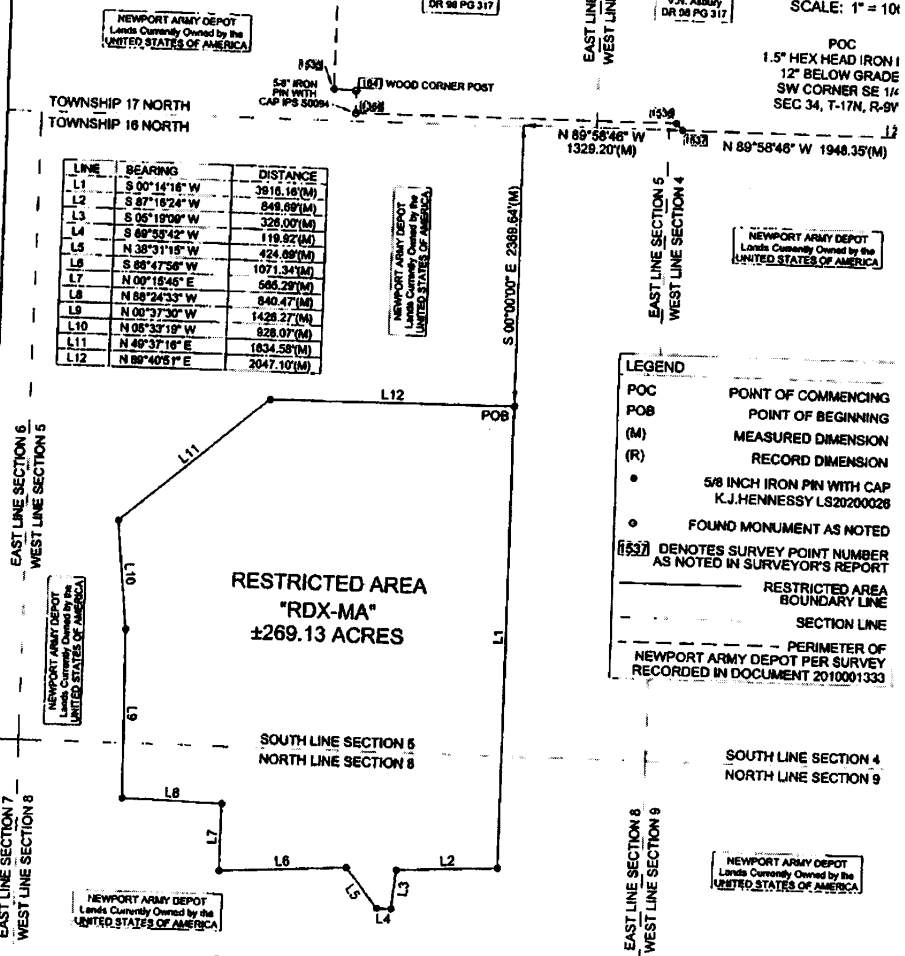 NEWPORT ARMY DEPOT
Lands Currently Owned by the
UNITED STATES OF AMERICA
DR 98 PG 317
EAST LINE
WEST LINE
V.N. Asbury
DR 98 PG 317
SCALE: 1" = 100
POC
1.5" HEX HEAD IRON
12" BELOW GRADE
SW CORNER SE 1/4
SEC 34, T-17N, R-9W
5/8" IRON
PIN WITH
CAP IPS S0094
164 WOOD CORNER POST
TOWNSHIP 17 NORTH
TOWNSHIP 16 NORTH
1536
1537
N 89°58'46" W
1329.20'(M)
N 89°58'46" W 1948.35'(M)
LINE BEARING DISTANCE
L1 S 00°14'16" W 3916.16'(M)
L2 S 87°16'24" W 849.69'(M)
L3 S 05°19'09" W 326.00'(M)
L4 S 89°55'42" W 119.92'(M)
L5 N 38°31'15" W 424.69'(M)
L6 S 88°47'56" W 1071.34'(M)
L7 N 00°15'45" E 565.29'(M)
L8 N 88°24'33" W 840.47'(M)
L9 N 00°37'30" W 1426.27'(M)
L10 N 05°33'19" W 928.07'(M)
L11 N 49°37'16" E 1634.58'(M)
L12 N 89°40'51" E 2047.10'(M)
NEWPORT ARMY DEPOT
Lands Currently Owned by the
UNITED STATES OF AMERICA
S 00°00'00" E 2369.64'(M)
EAST LINE SECTION 5
WEST LINE SECTION 4
NEWPORT ARMY DEPOT
Lands Currently Owned by the
UNITED STATES OF AMERICA
LEGEND
POC POINT OF COMMENCING
POB POINT OF BEGINNING
(M) MEASURED DIMENSION
(R) RECORD DIMENSION
5/8 INCH IRON PIN WITH CAP
K.J.HENNESSY LS20200026
FOUND MONUMENT AS NOTED
1537 DENOTES SURVEY POINT NUMBER
AS NOTED IN SURVEYOR'S REPORT
RESTRICTED AREA
BOUNDARY LINE
SECTION LINE
PERIMETER OF
NEWPORT ARMY DEPOT PER SURVEY
RECORDED IN DOCUMENT 2010001333
L12
POB
L11
EAST LINE SECTION 6
WEST LINE SECTION 5
L10
RESTRICTED AREA
"RDX-MA"
±269.13 ACRES
NEWPORT ARMY DEPOT
Lands Currently Owned by the
UNITED STATES OF AMERICA
L1
L9
SOUTH LINE SECTION 5
NORTH LINE SECTION 8
SOUTH LINE SECTION 4
NORTH LINE SECTION 9
L8
L7
L6
L5
L4
L3
L2
EAST LINE SECTION 7
WEST LINE SECTION 8
EAST LINE SECTION 8
WEST LINE SECTION 9
NEWPORT ARMY DEPOT
Lands Currently Owned by the
UNITED STATES OF AMERICA
NEWPORT ARMY DEPOT
Lands Currently Owned by the
UNITED STATES OF AMERICA